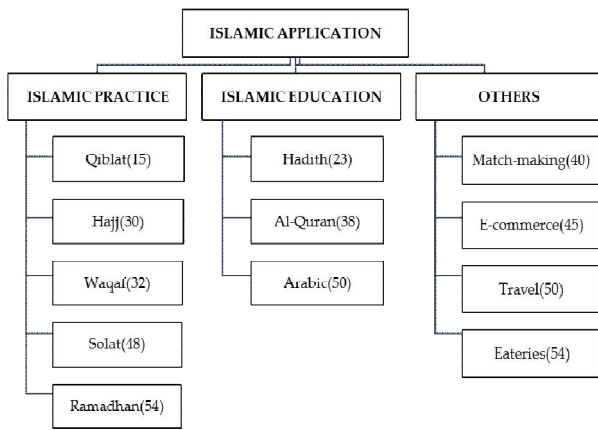 ISLAMIC APPLICATION
ISLAMIC PRACTICE
Qiblat(15)
Hajj(30)
Waqaf(32)
Solat(48)
Ramadhan(54)
ISLAMIC EDUCATION
Hadith(23)
Al-Quran(38)
Arabic(50)
OTHERS
Match-making(40)
E-commerce(45)
Travel(50)
Eateries(54)